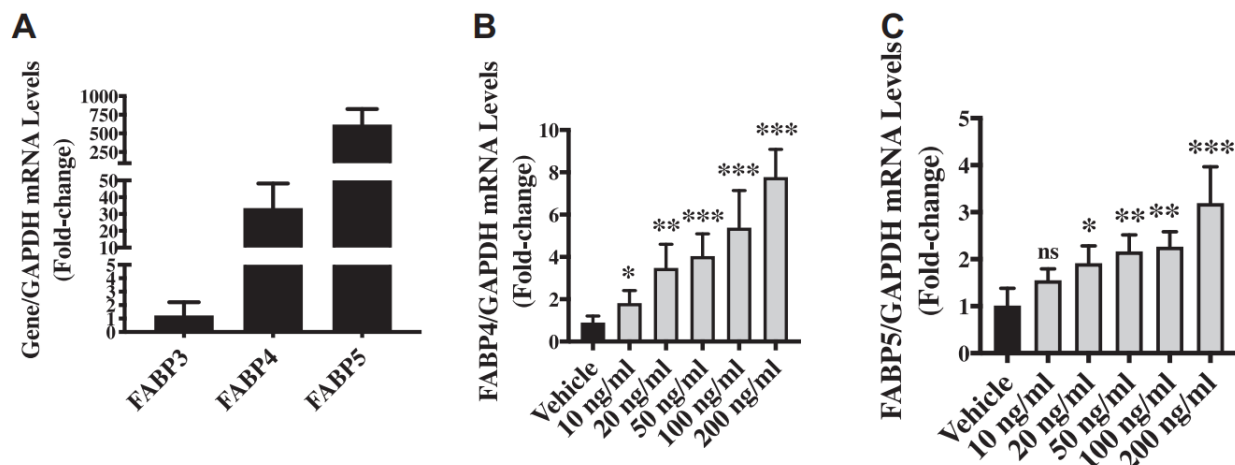 A
Gene/GAPDH mRNA Levels
(Fold-change)
1000
750
500
250
50
40
30
20
10
5
4
3
2
1
0
FABP3
FABP4
FABP5
B
FABP4/GAPDH mRNA Levels
(Fold-change)
10
8
6
4
2
0
*
**
***
***
***
Vehicle
10 ng/ml
20 ng/ml
50 ng/ml
100 ng/ml
200 ng/ml
C
FABP5/GAPDH mRNA Levels
(Fold-change)
5
4
3
2
1
0
ns
*
**
**
***
Vehicle
10 ng/ml
20 ng/ml
50 ng/ml
100 ng/ml
200 ng/ml